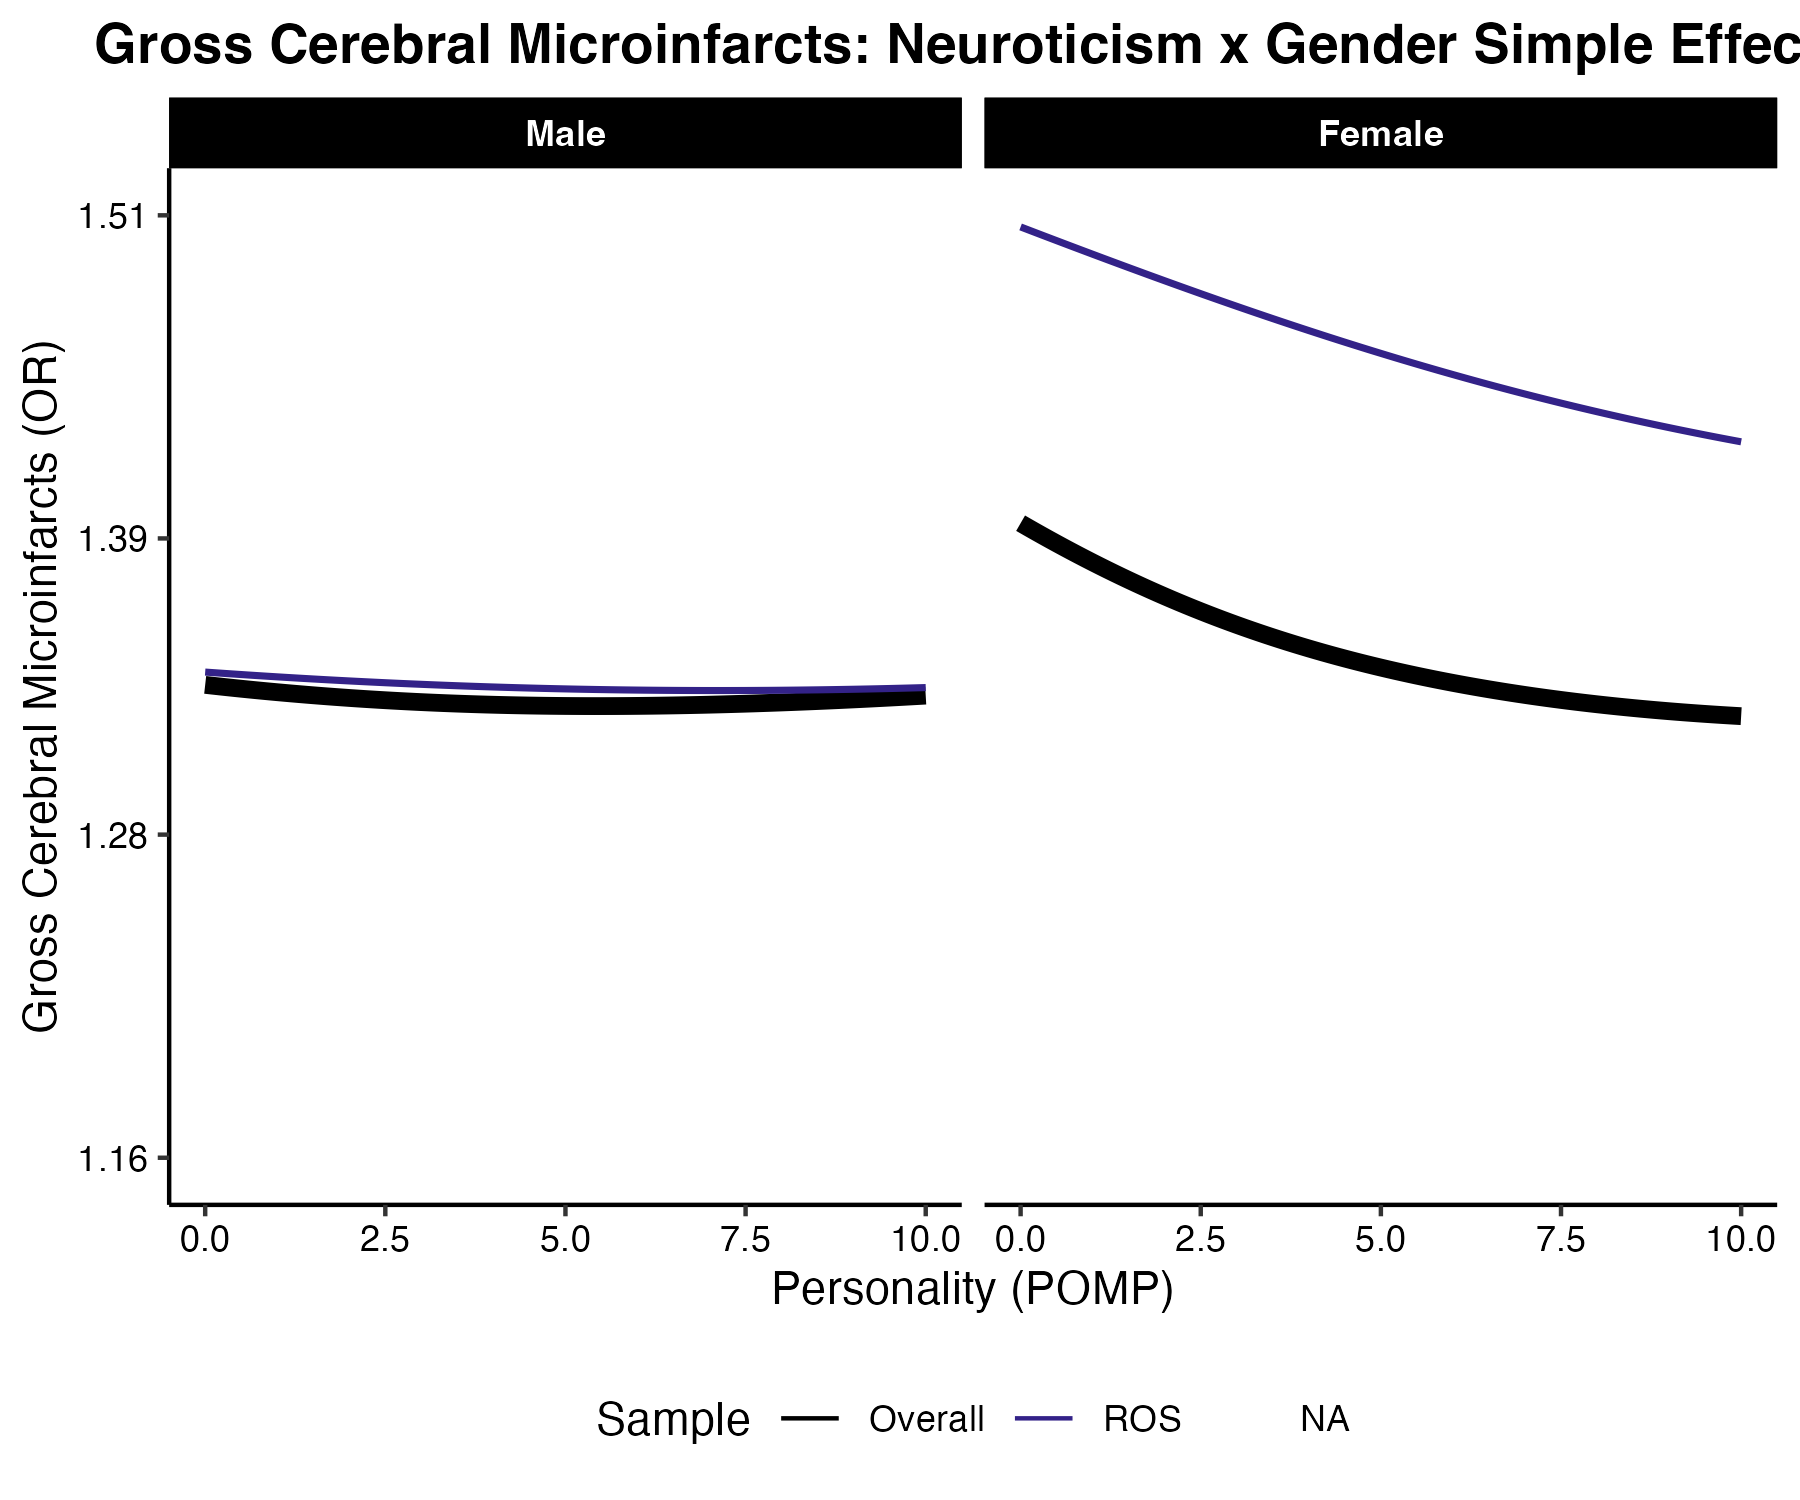 Gross Cerebral Microinfarcts: Neuroticism x Gender Simple Effec
Male
Female
Gross Cerebral Microinfarcts (OR)
1.51
1.39
1.28
1.16
0.0 2.5 5.0 7.5 10.0 0.0 2.5 5.0 7.5 10.0
Personality (POMP)
Sample Overall ROS NA